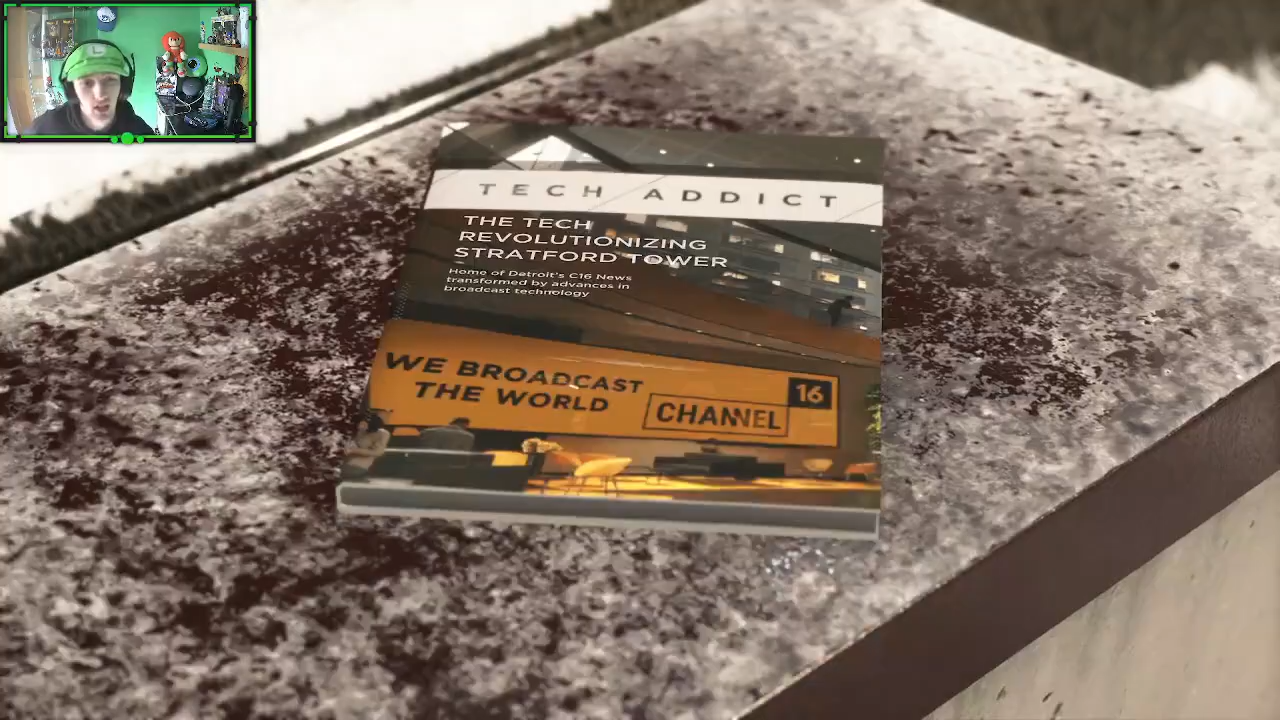 TECH ADDICT
THE TECH
REVOLUTIONIZING
STRATFORD TOWER
Home of Detroit's C16 News
transformed by advances in
broadcast technology
WE BROADCAST
THE WORLD
16
CHANNEL
L